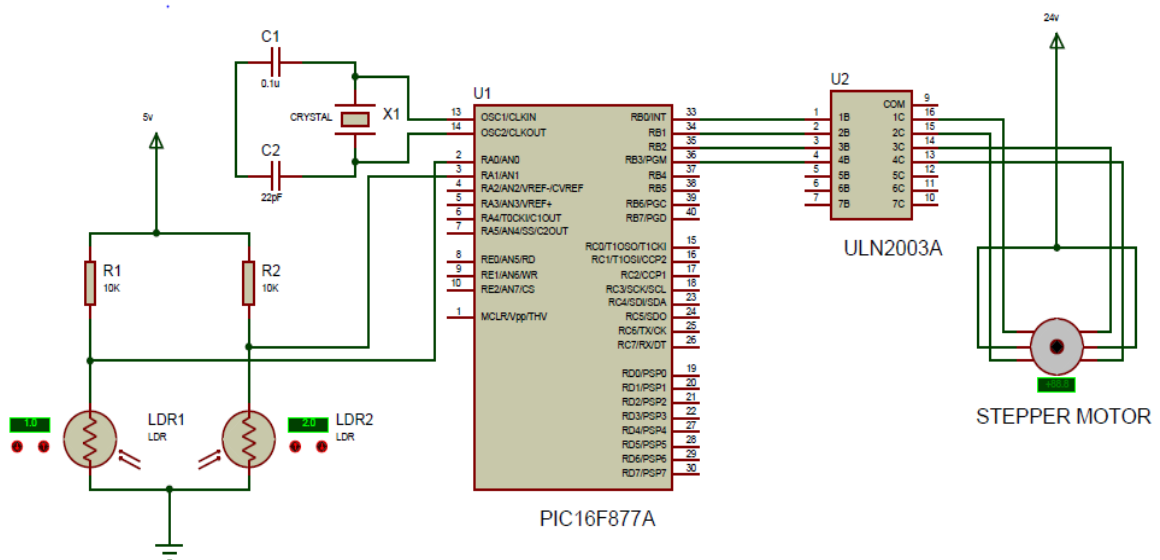 C1
0.1u
CRYSTAL
X1
C2
22pF
5v
R1
10K
R2
10K
1.0
LDR1
LDR
2.0
LDR2
LDR
U1
13 OSC1/CLKIN
14 OSC2/CLKOUT
2 RA0/AN0
3 RA1/AN1
4 RA2/AN2/VREF-/CVREF
5 RA3/AN3/VREF+
6 RA4/T0CKI/C1OUT
7 RA5/AN4/SS/C2OUT
8 RE0/AN5/RD
9 RE1/AN6/WR
10 RE2/AN7/CS
1 MCLR/Vpp/THV
RB0/INT 33
RB1 34
RB2 35
RB3/PGM 36
RB4 37
RB5 38
RB6/PGC 39
RB7/PGD 40
RC0/T1OSO/T1CKI 15
RC1/T1OSI/CCP2 16
RC2/CCP1 17
RC3/SCK/SCL 18
RC4/SDI/SDA 23
RC5/SDO 24
RC6/TX/CK 25
RC7/RX/DT 26
RD0/PSP0 19
RD1/PSP1 20
RD2/PSP2 21
RD3/PSP3 22
RD4/PSP4 27
RD5/PSP5 28
RD6/PSP6 29
RD7/PSP7 30
PIC16F877A
U2
1 1B
2 2B
3 3B
4 4B
5 5B
6 6B
7 7B
COM 9
1C 16
2C 15
3C 14
4C 13
5C 12
6C 11
7C 10
ULN2003A
24v
STEPPER MOTOR